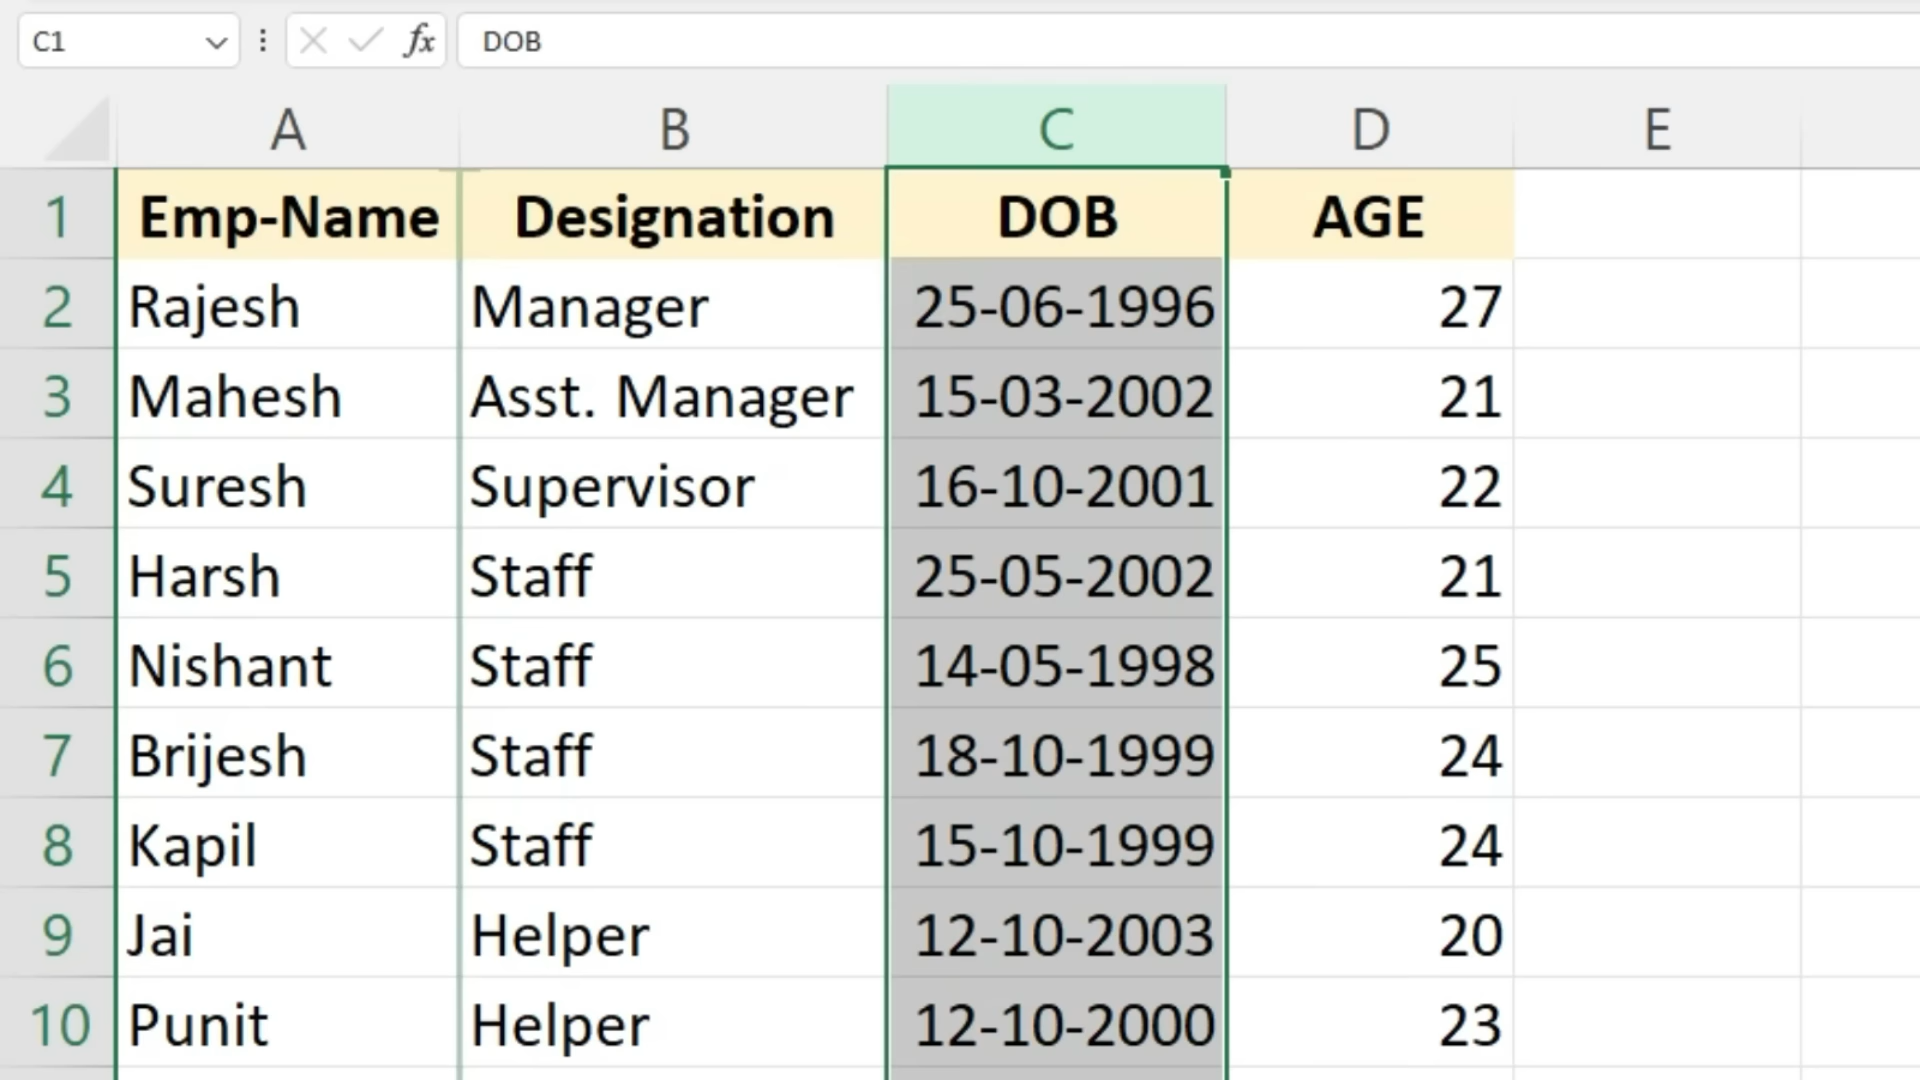 C1 fx DOB
A B C D E
1 Emp-Name Designation DOB AGE
2 Rajesh Manager 25-06-1996 27
3 Mahesh Asst. Manager 15-03-2002 21
4 Suresh Supervisor 16-10-2001 22
5 Harsh Staff 25-05-2002 21
6 Nishant Staff 14-05-1998 25
7 Brijesh Staff 18-10-1999 24
8 Kapil Staff 15-10-1999 24
9 Jai Helper 12-10-2003 20
10 Punit Helper 12-10-2000 23